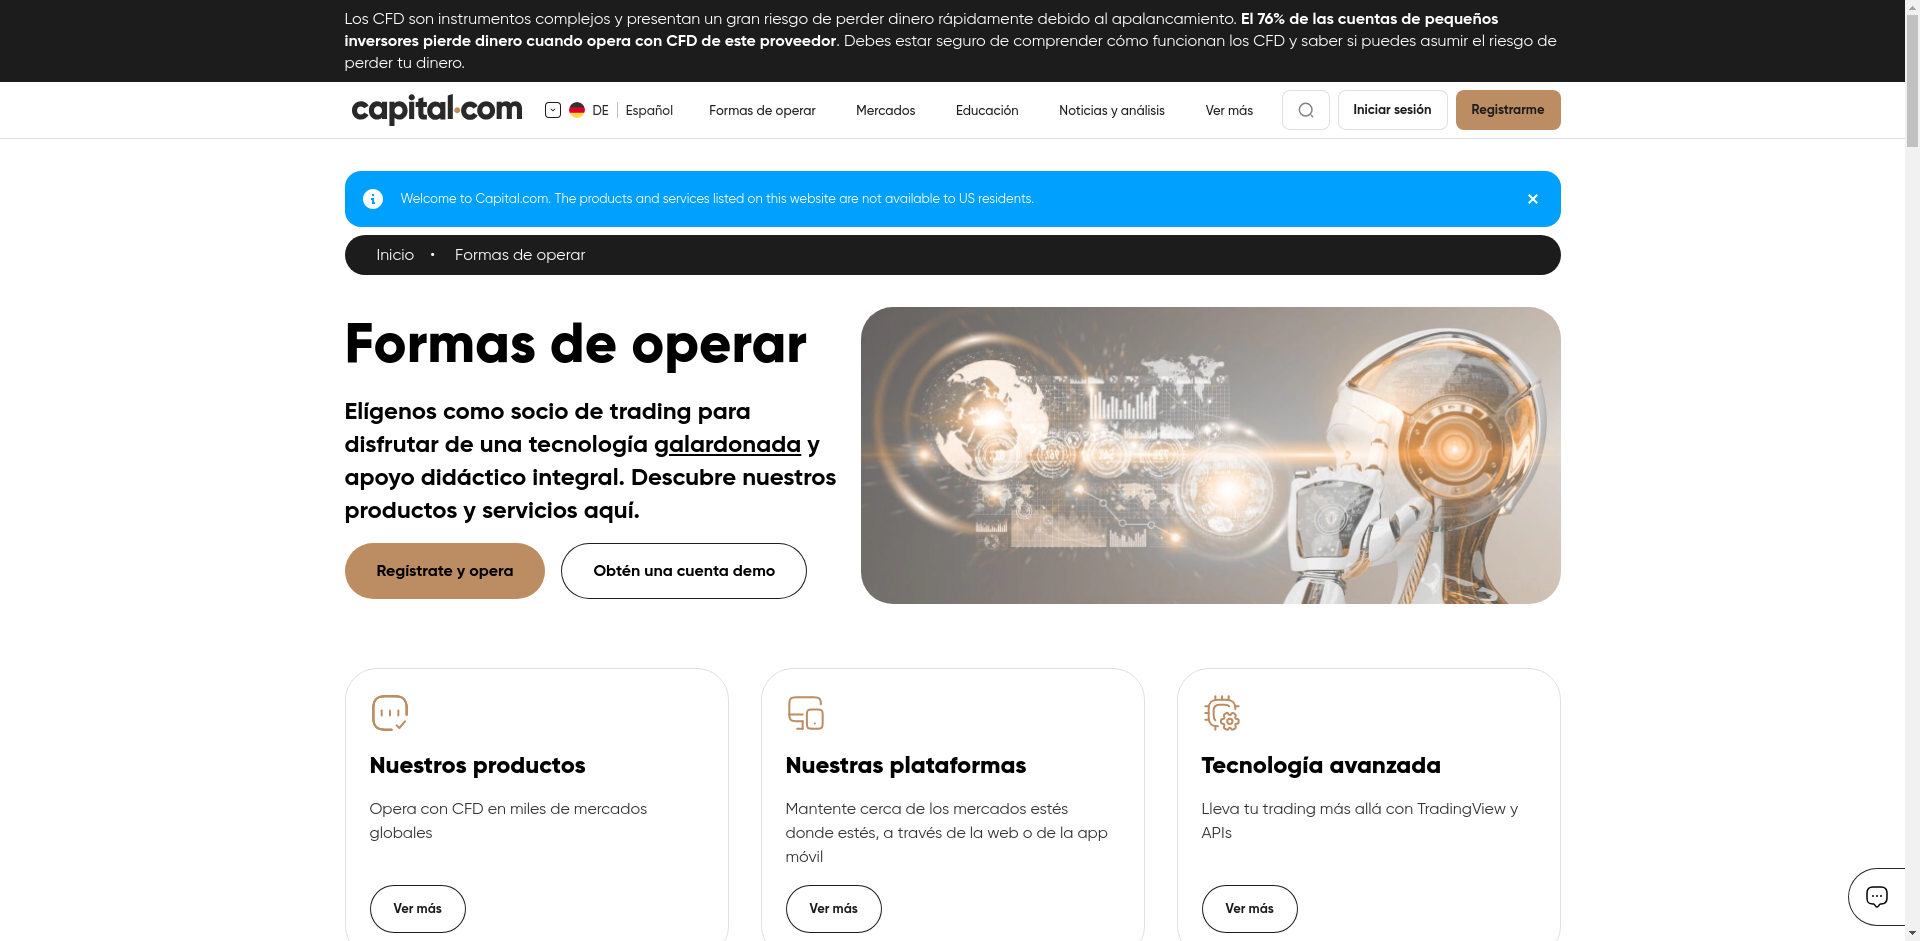 Los CFD son instrumentos complejos y presentan un gran riesgo de perder dinero rápidamente debido al apalancamiento. El 76% de las cuentas de pequeños
inversores pierde dinero cuando opera con CFD de este proveedor. Debes estar seguro de comprender cómo funcionan los CFD y saber si puedes asumir el riesgo de
perder tu dinero.
capital.com DE Español Formas de operar Mercados Educación Noticias y análisis Ver más Iniciar sesión Registrarme
Welcome to Capital.com. The products and services listed on this website are not available to US residents.
Inicio • Formas de operar
Formas de operar
Elígenos como socio de trading para
disfrutar de una tecnología galardonada y
apoyo didáctico integral. Descubre nuestros
productos y servicios aquí.
Regístrate y opera
Obtén una cuenta demo
Nuestros productos
Opera con CFD en miles de mercados
globales
Ver más
Nuestras plataformas
Mantente cerca de los mercados estés
donde estés, a través de la web o de la app
móvil
Ver más
Tecnología avanzada
Lleva tu trading más allá con TradingView y
APIs
Ver más